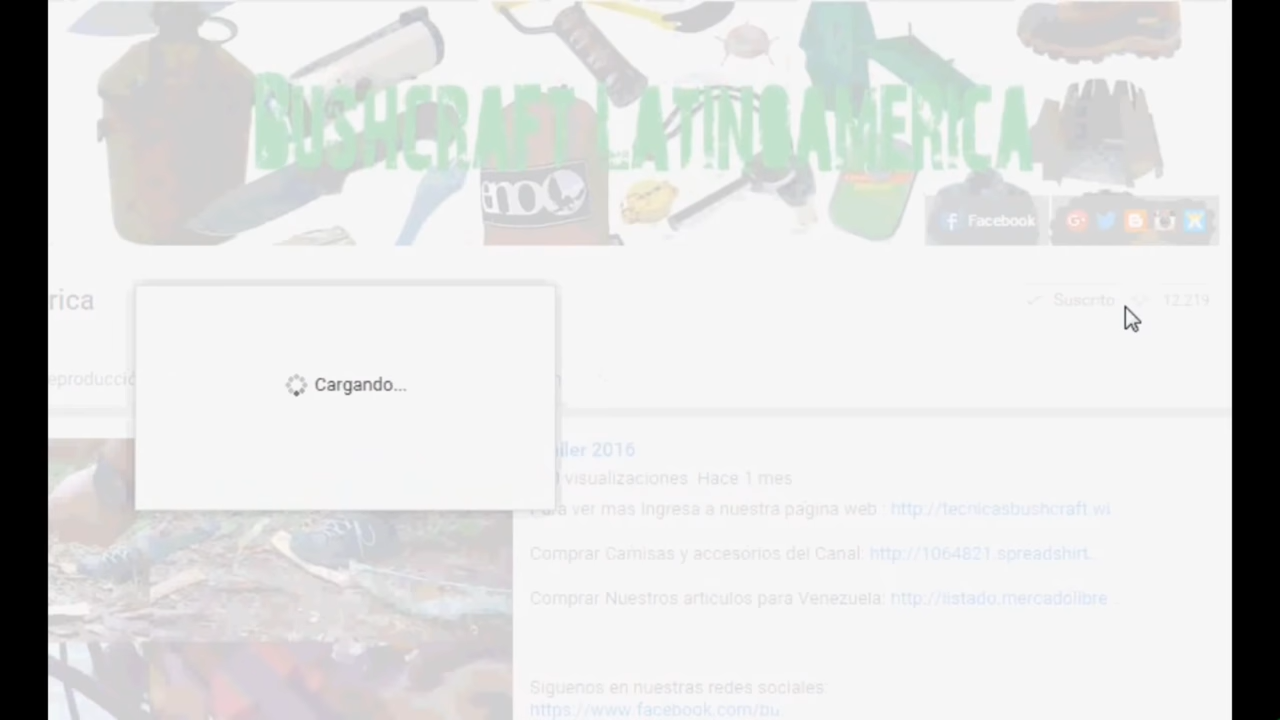 BUSHCRAFT LATINOAMERICA
eno
Facebook
rica
Suscrito 12.219
Cargando...
eproducció
iler 2016
visualizaciones Hace 1 mes
Para ver mas ingresa a nuestra pagina web : http://tecnicasbushcraft.wi
Comprar Camisas y accesorios del Canal: http://1064821.spreadshirt...
Comprar Nuestros articulos para Venezuela: http://listado.mercadolibre...
Siguenos en nuestras redes sociales:
https://www.facebook.com/bu...